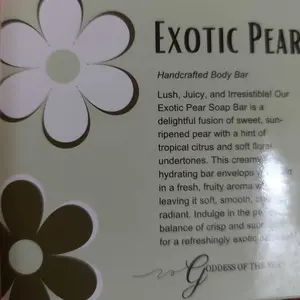 EXOTIC PEAR
Handcrafted Body Bar
Lush, Juicy, and Irresistible! Our
Exotic Pear Soap Bar is a
delightful fusion of sweet, sun-
ripened pear with a hint of
tropical citrus and soft floral
undertones. This creamy
hydrating bar envelops
in a fresh, fruity aroma
leaving it soft, smooth,
radiant. Indulge in the
balance of crisp and
for a refreshingly exotic
GODDESS OF THE